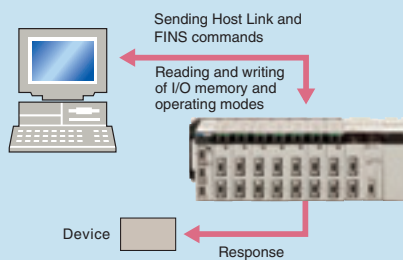 Sending Host Link and
FINS commands
Reading and writing
of I/O memory and
operating modes
Device
Response